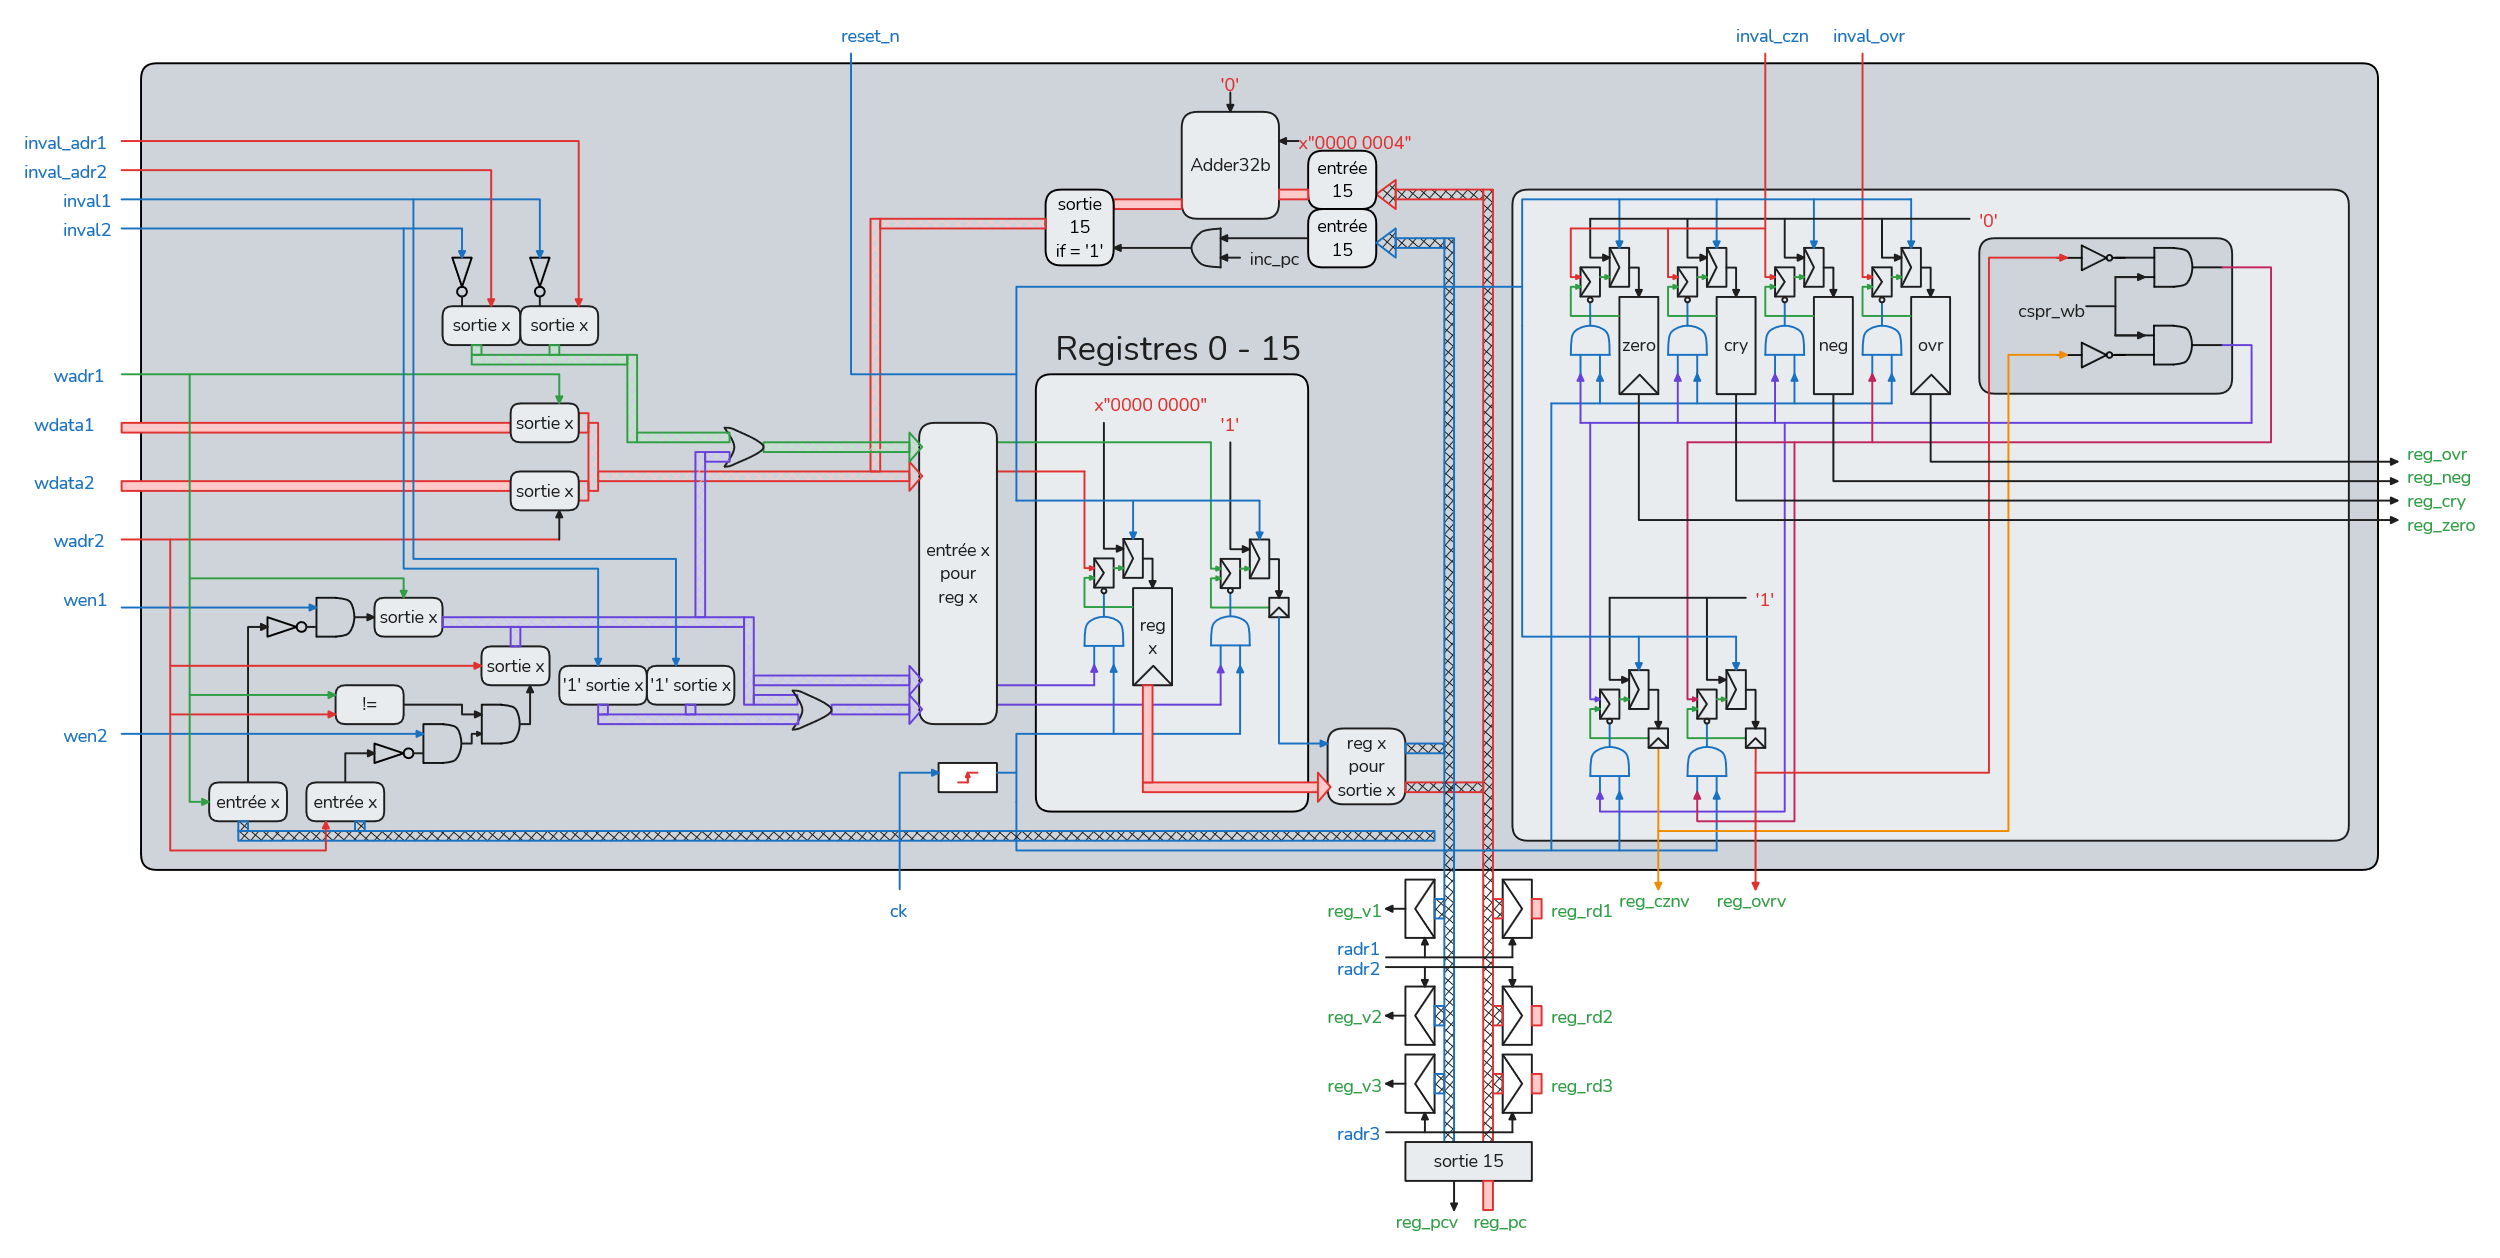 reset_n
inval_czn
inval_ovr
'0'
x"0000 0004"
Adder32b
entrée
15
sortie
15
if = '1'
entrée
15
inc_pc
inval_adr1
inval_adr2
inval1
inval2
sortie x
sortie x
wadr1
wdata1
sortie x
wdata2
sortie x
wadr2
wen1
sortie x
sortie x
'1' sortie x
'1' sortie x
!=
wen2
entrée x
entrée x
entrée x
pour
reg x
Registres 0 - 15
x"0000 0000"
'1'
reg
x
reg x
pour
sortie x
ck
'0'
zero
cry
neg
ovr
cspr_wb
'1'
reg_ovr
reg_neg
reg_cry
reg_zero
reg_cznv
reg_ovrv
reg_v1
reg_rd1
radr1
radr2
reg_v2
reg_rd2
reg_v3
reg_rd3
radr3
sortie 15
reg_pcv
reg_pc